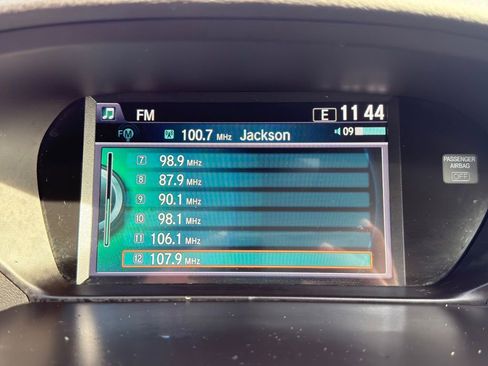 FM E 11 44
FM 100.7 MHz Jackson 09
7 98.9 MHz
8 87.9 MHz
9 90.1 MHz
10 98.1 MHz
11 106.1 MHz
12 107.9 MHz
PASSENGER
AIRBAG
OFF